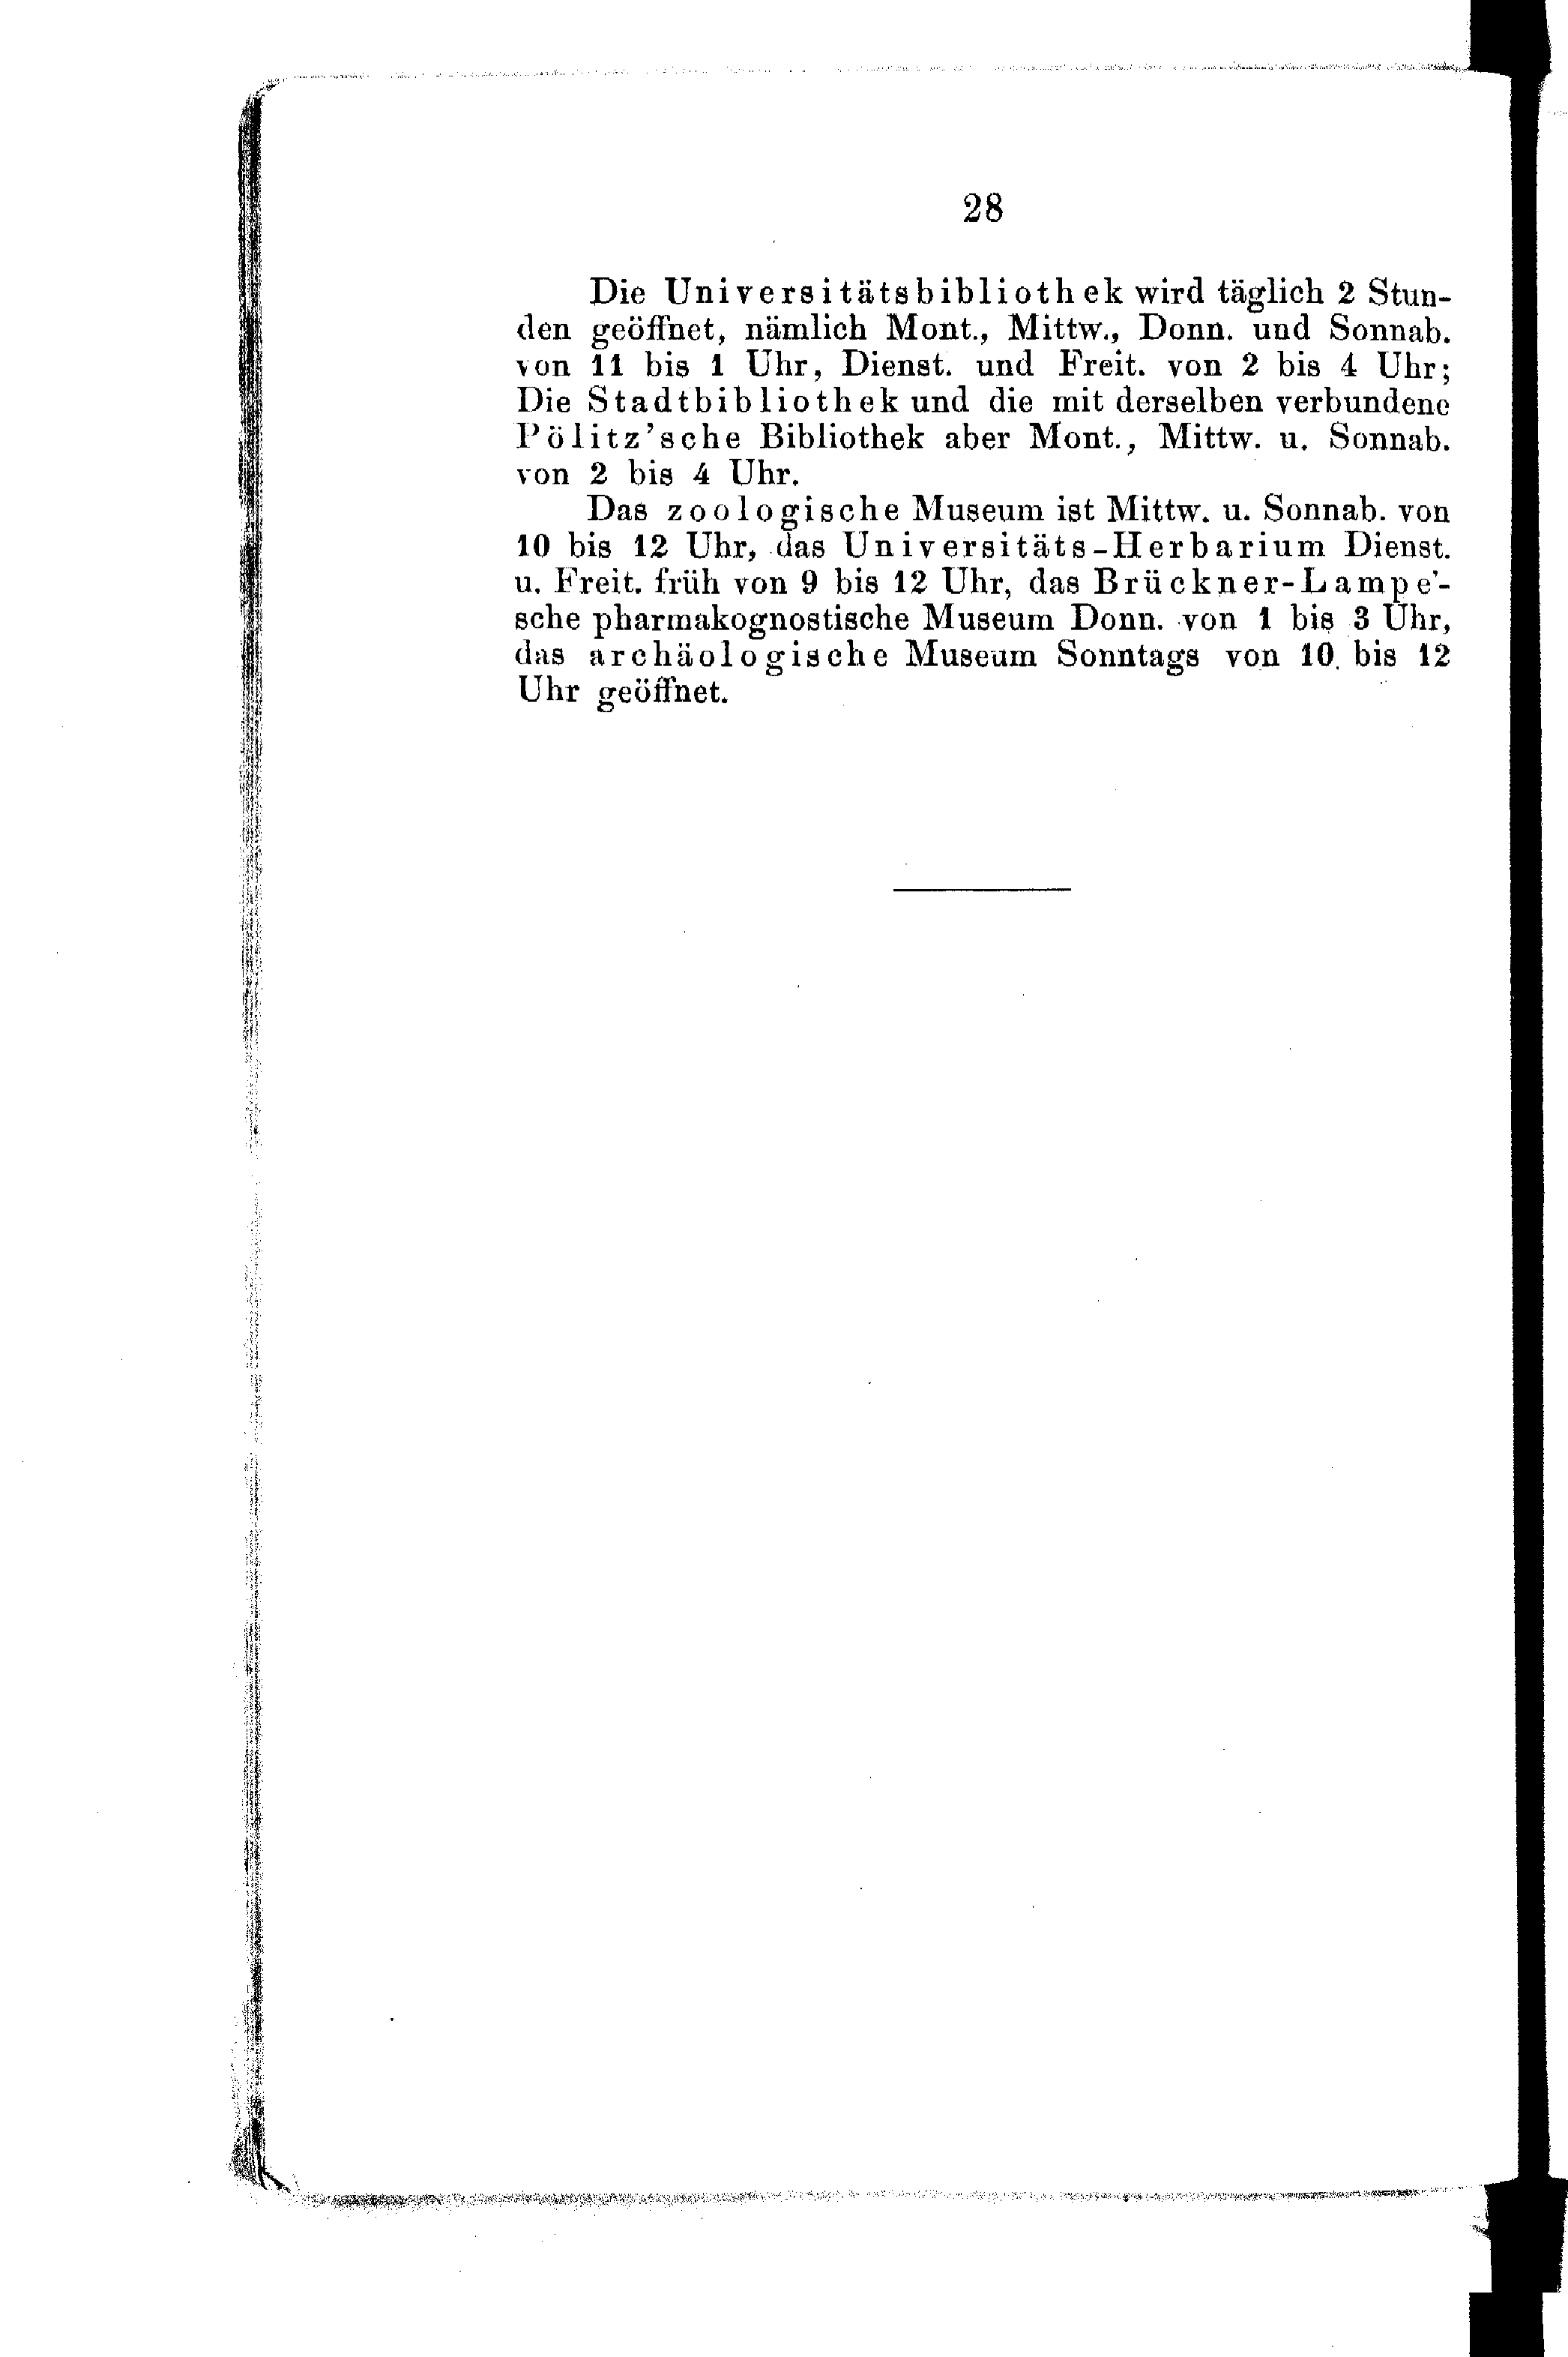 28
Die Universitätsbibliothek wird täglich 2 Stun-
den geöffnet, nämlich Mont., Mittw., Donn. und Sonnab.
von 11 bis 1 Uhr, Dienst. und Freit. von 2 bis 4 Uhr;
Die Stadtbibliothek und die mit derselben verbundene
Pölitz'sche Bibliothek aber Mont., Mittw. u. Sonnab.
von 2 bis 4 Uhr.
Das zoologische Museum ist Mittw. u. Sonnab. von
10 bis 12 Uhr, das Universitäts-Herbarium Dienst.
u. Freit. früh von 9 bis 12 Uhr, das Brückner-Lampe'-
sche pharmakognostische Museum Donn. von 1 bis 3 Uhr,
das archäologische Museum Sonntags von 10 bis 12
Uhr geöffnet.